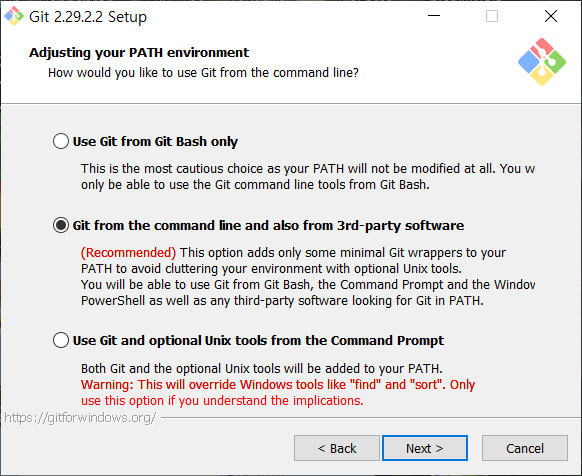 Git 2.29.2.2 Setup
Adjusting your PATH environment
How would you like to use Git from the command line?
Use Git from Git Bash only
This is the most cautious choice as your PATH will not be modified at all. You w
only be able to use the Git command line tools from Git Bash.
Git from the command line and also from 3rd-party software
(Recommended) This option adds only some minimal Git wrappers to your
PATH to avoid cluttering your environment with optional Unix tools.
You will be able to use Git from Git Bash, the Command Prompt and the Window
PowerShell as well as any third-party software looking for Git in PATH.
Use Git and optional Unix tools from the Command Prompt
Both Git and the optional Unix tools will be added to your PATH.
Warning: This will override Windows tools like "find" and "sort". Only
use this option if you understand the implications.
https://gitforwindows.org/
< Back
Next >
Cancel